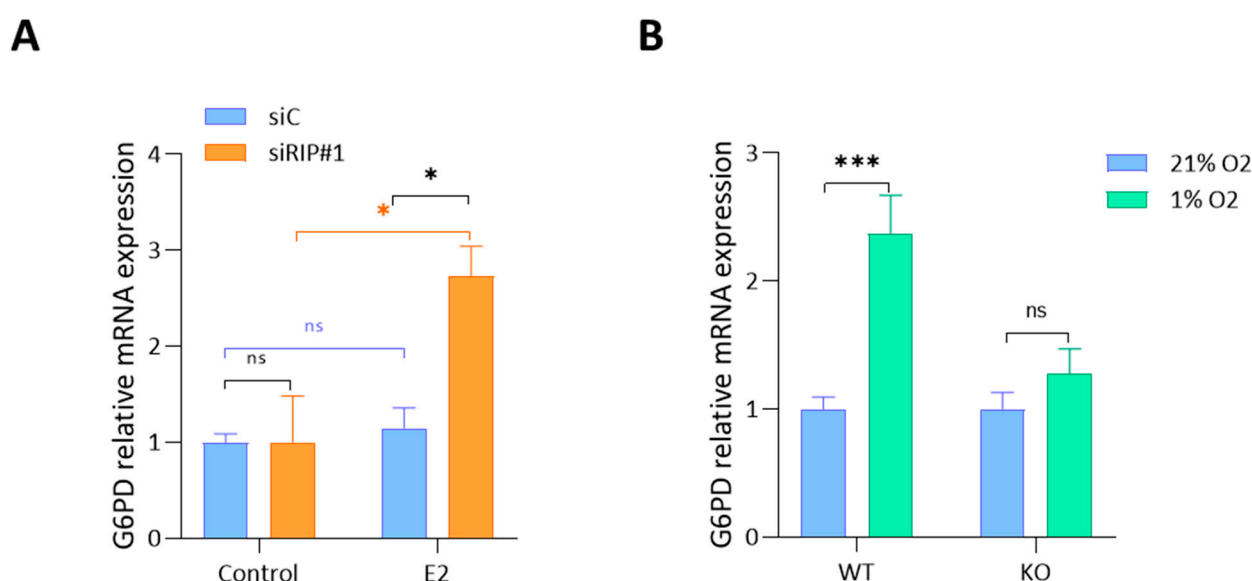 A
siC
siRIP#1
G6PD relative mRNA expression
4
3
2
1
0
*
*
ns
ns
Control
E2
B
21% O2
1% O2
G6PD relative mRNA expression
3
2
1
0
***
ns
WT
KO